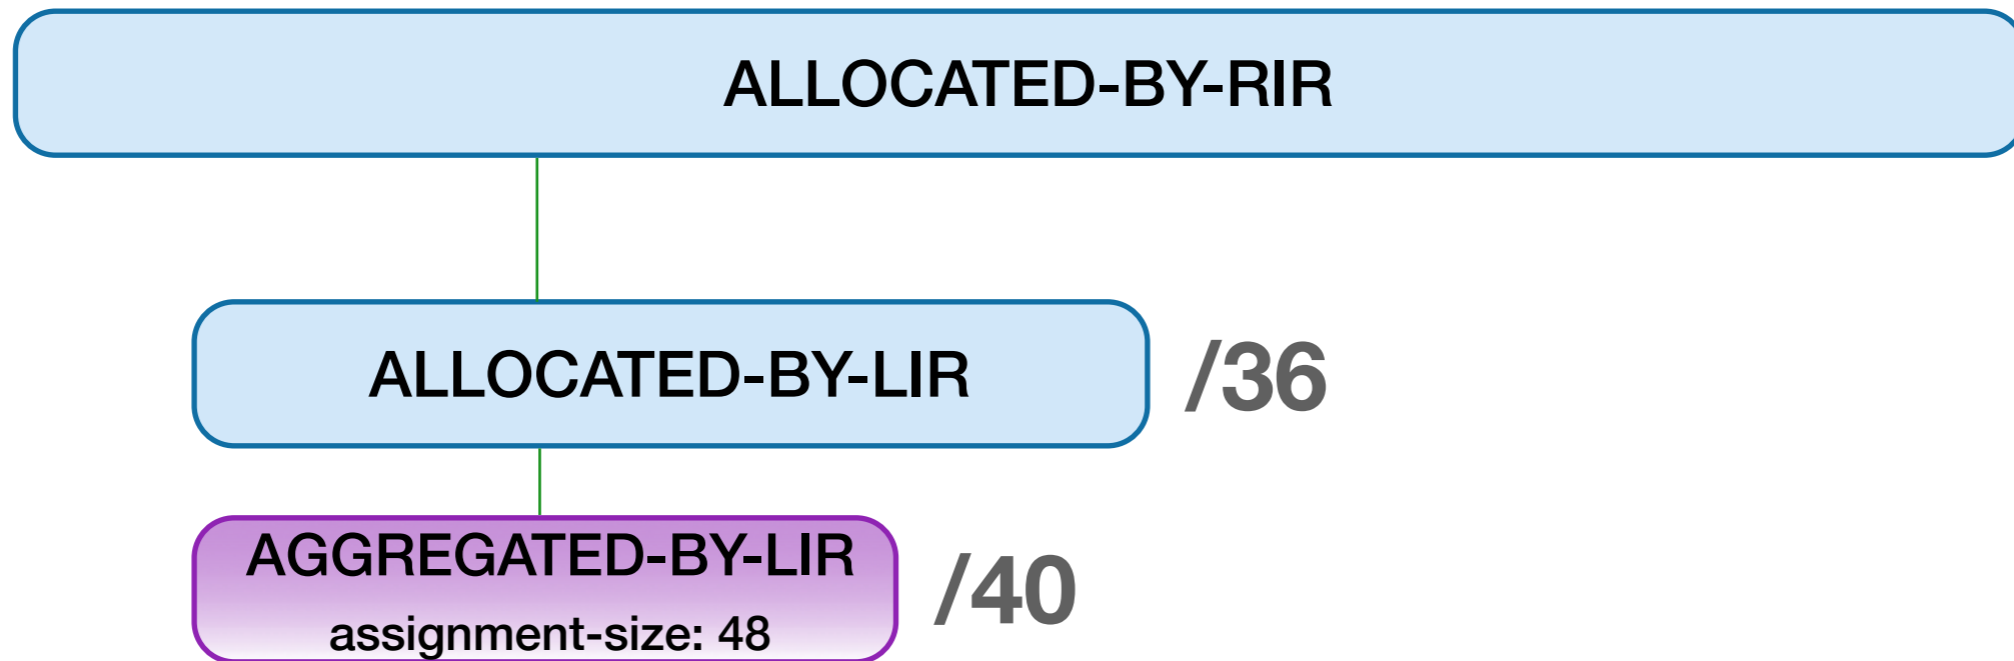 ALLOCATED-BY-RIR
ALLOCATED-BY-LIR
/36
AGGREGATED-BY-LIR
assignment-size: 48
/40